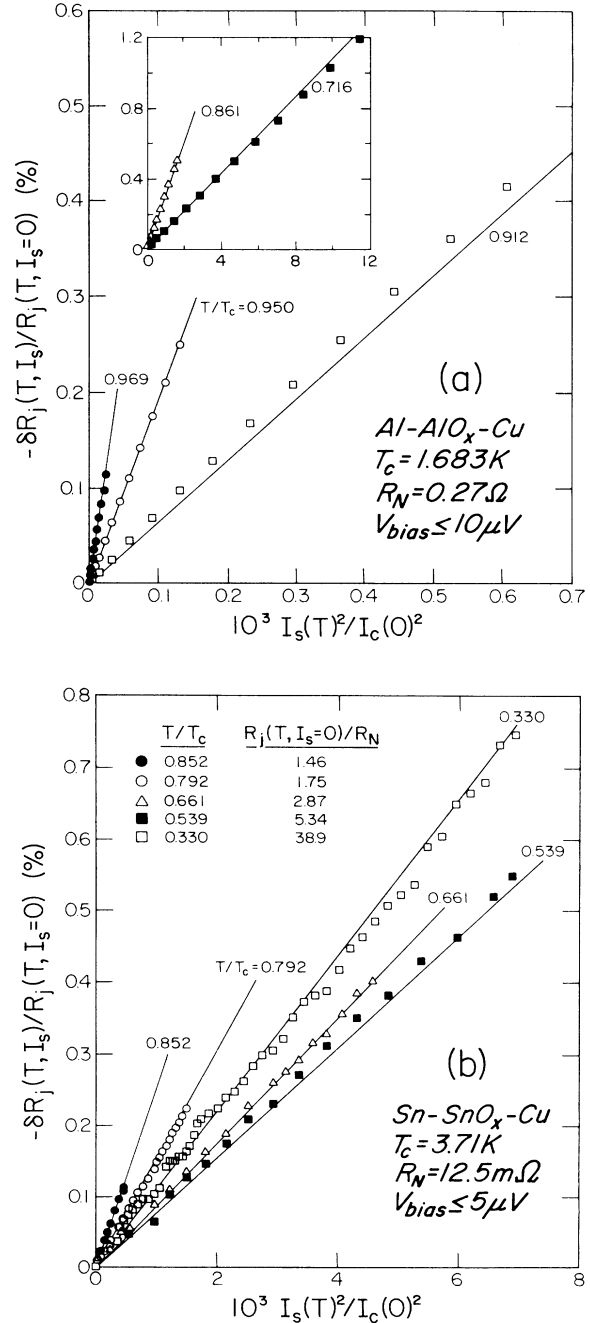 0.6
0.5
0.4
0.3
0.2
0.1
0
-δR_j(T, I_s)/R_j(T, I_s=0) (%)
1.2
0.8
0.4
0
0 4 8 12
0.861
0.716
0.912
T/T_c=0.950
0.969
(a)
Al-AlO_x-Cu
T_c=1.683K
R_N=0.27Ω
V_bias≤10μV
0 0.1 0.2 0.3 0.4 0.5 0.6 0.7
10^3 I_s(T)^2/I_c(0)^2
0.8
0.7
0.6
0.5
0.4
0.3
0.2
0.1
0
-δR_j(T, I_s)/R_j(T, I_s=0) (%)
T/T_c R_j(T, I_s=0)/R_N
● 0.852 1.46
○ 0.792 1.75
△ 0.661 2.87
■ 0.539 5.34
□ 0.330 38.9
0.330
0.539
0.661
T/T_c=0.792
0.852
(b)
Sn-SnO_x-Cu
T_c=3.71K
R_N=12.5mΩ
V_bias≤5μV
0 2 4 6 8
10^3 I_s(T)^2/I_c(0)^2